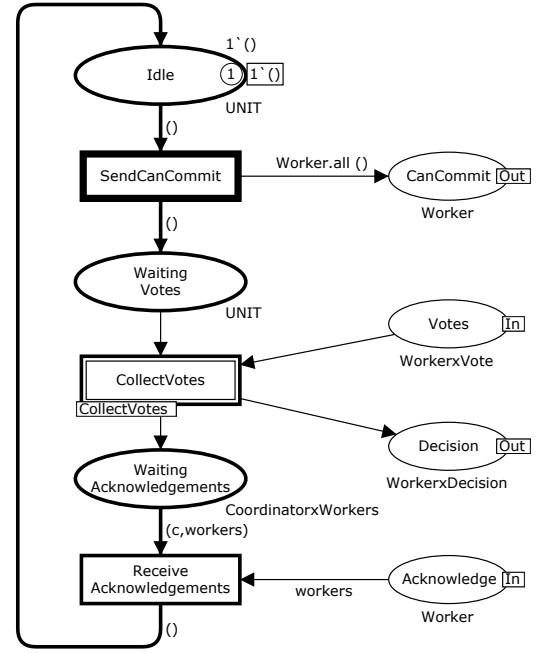 1`()
Idle
1
1`()
UNIT
()
SendCanCommit
Worker.all ()
CanCommit
Out
Worker
()
Waiting
Votes
UNIT
Votes
In
WorkerxVote
CollectVotes
CollectVotes
Decision
Out
WorkerxDecision
Waiting
Acknowledgements
CoordinatorxWorkers
(c,workers)
Receive
Acknowledgements
workers
Acknowledge
In
Worker
()